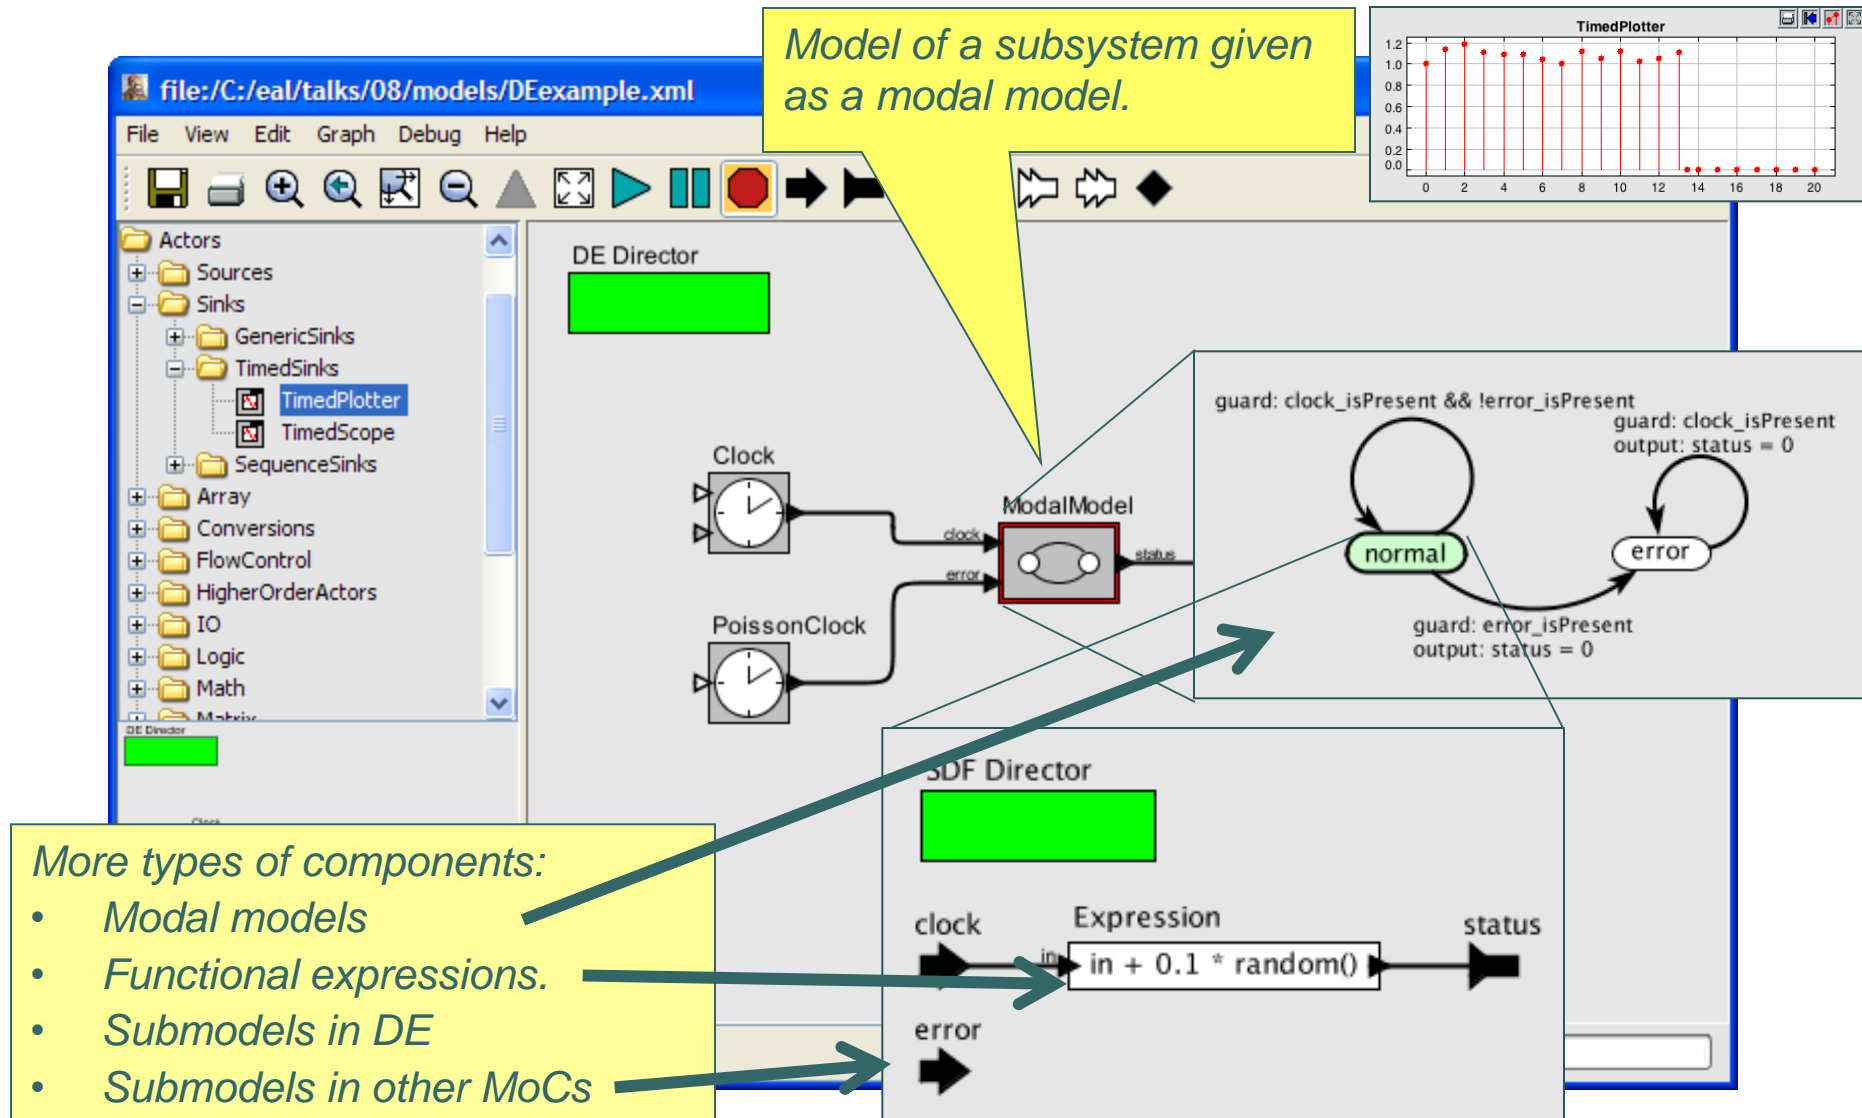 Model of a subsystem given
as a modal model.
TimedPlotter
1.2
1.0
0.8
0.6
0.4
0.2
0.0
0 2 4 6 8 10 12 14 16 18 20
file:/C:/eal/talks/08/models/DEexample.xml
File View Edit Graph Debug Help
Actors
Sources
Sinks
GenericSinks
TimedSinks
TimedPlotter
TimedScope
SequenceSinks
Array
Conversions
FlowControl
HigherOrderActors
IO
Logic
Math
Matrix
DE Director
Clock
DE Director
Clock
PoissonClock
clock
error
ModalModel
status
guard: clock_isPresent && !error_isPresent
guard: clock_isPresent
output: status = 0
normal
error
guard: error_isPresent
output: status = 0
SDF Director
clock
in
Expression
in + 0.1 * random()
status
error
More types of components:
• Modal models
• Functional expressions.
• Submodels in DE
• Submodels in other MoCs